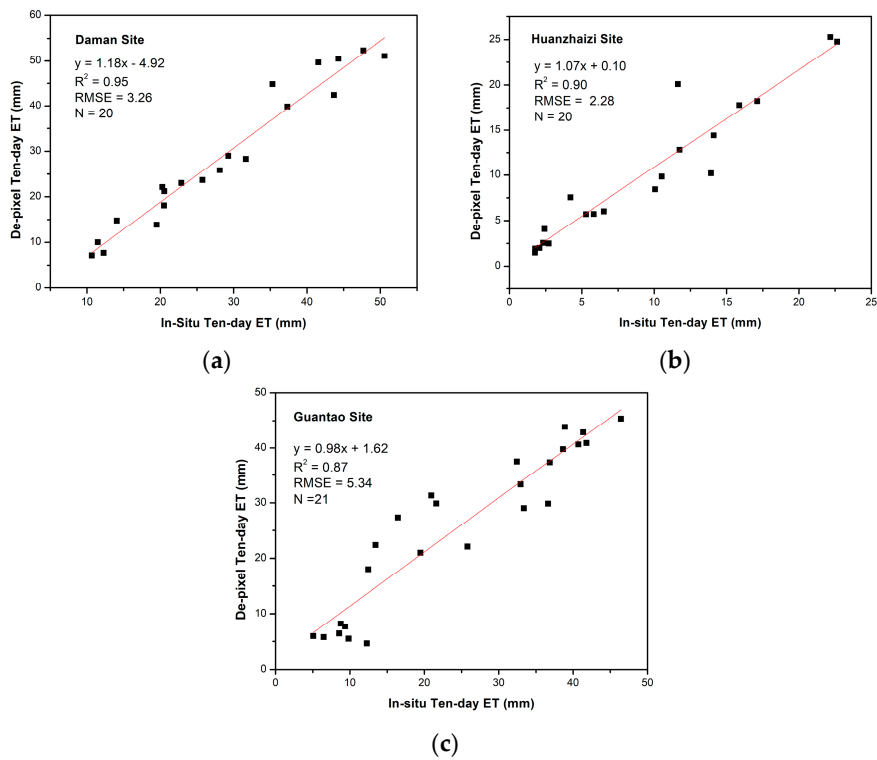 Daman Site
y = 1.18x - 4.92
R² = 0.95
RMSE = 3.26
N = 20
De-pixel Ten-day ET (mm)
60
50
40
30
20
10
0
10 20 30 40 50
In-Situ Ten-day ET (mm)
(a)
Huanzhaizi Site
y = 1.07x + 0.10
R² = 0.90
RMSE = 2.28
N = 20
De-pixel Ten-day ET (mm)
25
20
15
10
5
0
0 5 10 15 20 25
In-situ Ten-day ET (mm)
(b)
Guantao Site
y = 0.98x + 1.62
R² = 0.87
RMSE = 5.34
N =21
De-pixel Ten-day ET (mm)
50
40
30
20
10
0
0 10 20 30 40 50
In-situ Ten-day ET (mm)
(c)